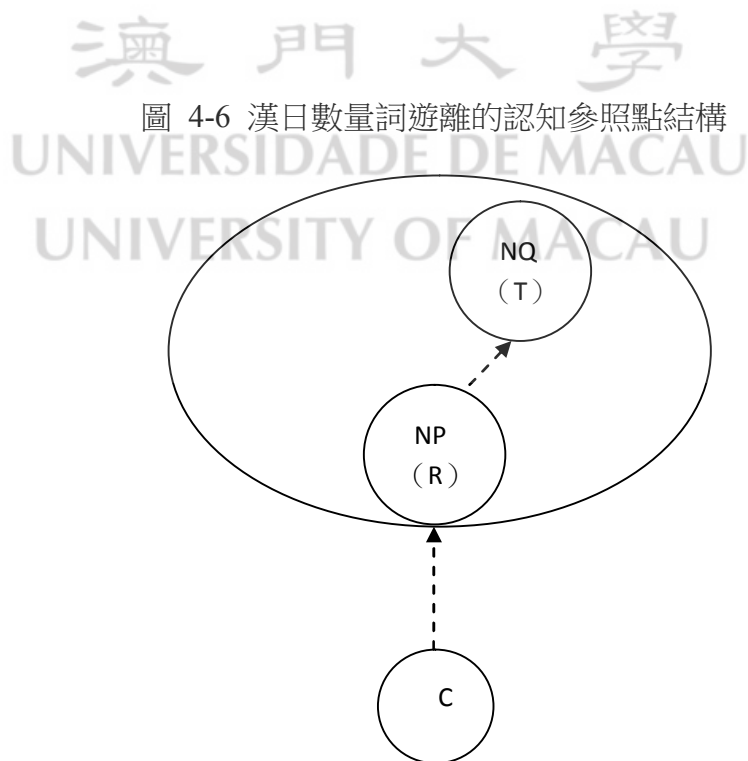 澳門大學
圖 4-6 漢日數量詞遊離的認知參照點結構
UNIVERSIDADE DE MACAU
UNIVERSITY OF MACAU
NQ
（T）
NP
（R）
C